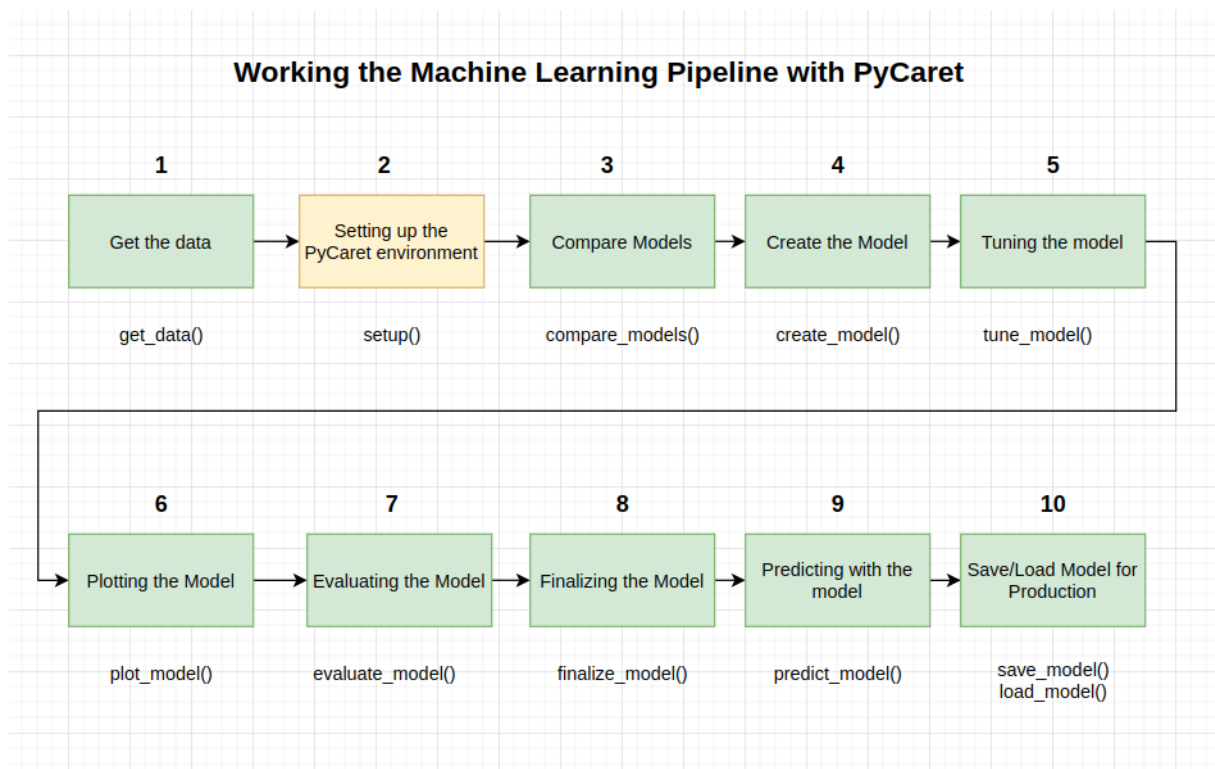 Working the Machine Learning Pipeline with PyCaret
1
2
3
4
5
Get the data
Setting up the
PyCaret environment
Compare Models
Create the Model
Tuning the model
get_data()
setup()
compare_models()
create_model()
tune_model()
6
7
8
9
10
Plotting the Model
Evaluating the Model
Finalizing the Model
Predicting with the
model
Save/Load Model for
Production
plot_model()
evaluate_model()
finalize_model()
predict_model()
save_model()
load_model()